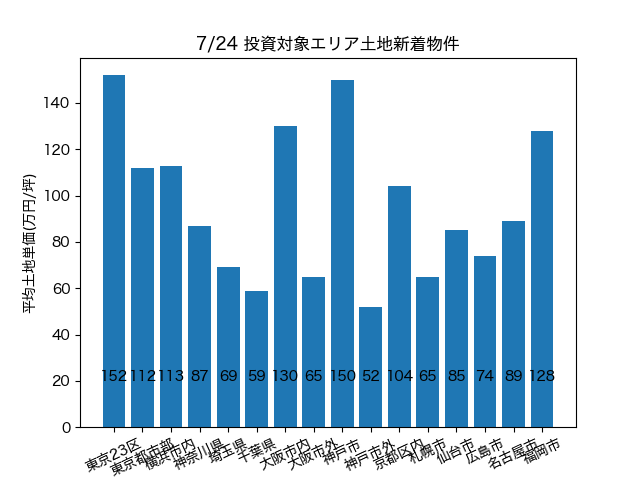 7/24 投資対象エリア土地新着物件
平均土地単価(万円/坪)
140
120
100
80
60
40
20
0
152 112 113 87 69 59 130 65 150 52 104 65 85 74 89 128
東京23区
東京都市部
横浜市内
神奈川県
埼玉県
千葉県
大阪市内
大阪市外
神戸市
神戸市外
京都区内
札幌市
仙台市
広島市
名古屋市
福岡市